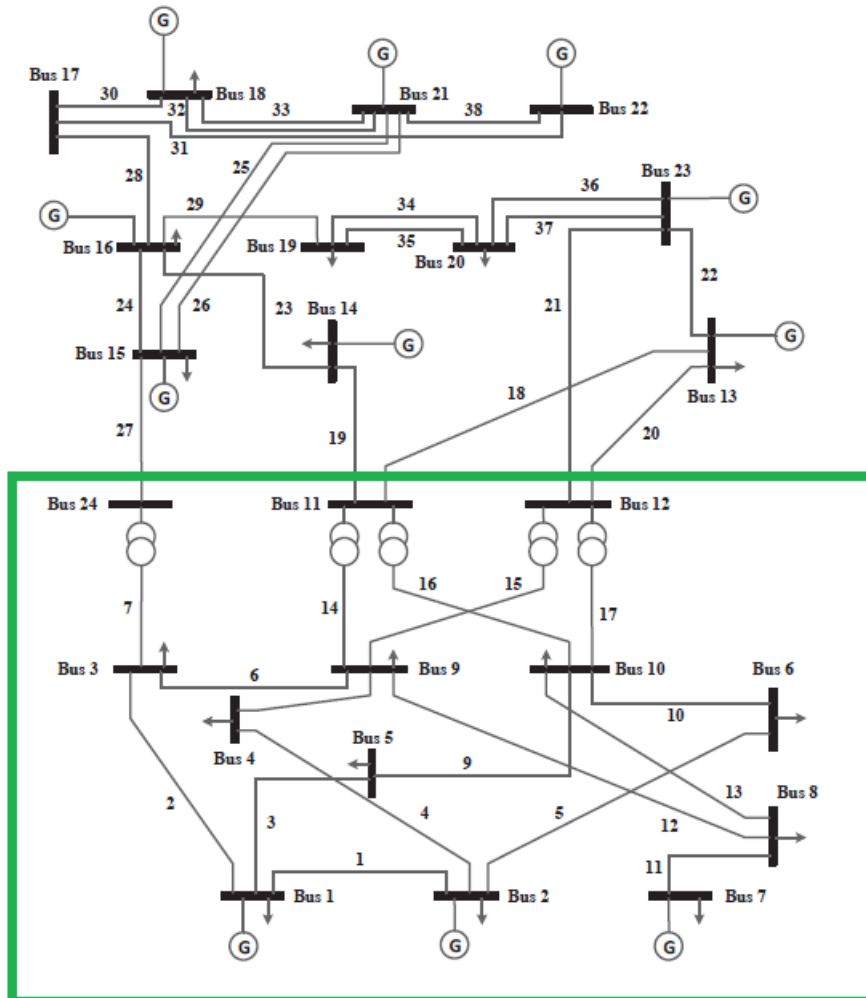 G
G
G
Bus 17
30
Bus 18
32
33
Bus 21
38
Bus 22
31
25
28
Bus 23
36
G
29
34
G
Bus 16
Bus 19
35
Bus 20
37
22
24
26
23
Bus 14
21
G
G
Bus 15
G
18
Bus 13
27
19
20
Bus 24
Bus 11
Bus 12
16
15
7
14
17
Bus 3
6
Bus 9
Bus 10
Bus 6
10
Bus 4
Bus 5
9
2
3
4
5
13
Bus 8
12
1
11
Bus 1
Bus 2
Bus 7
G
G
G